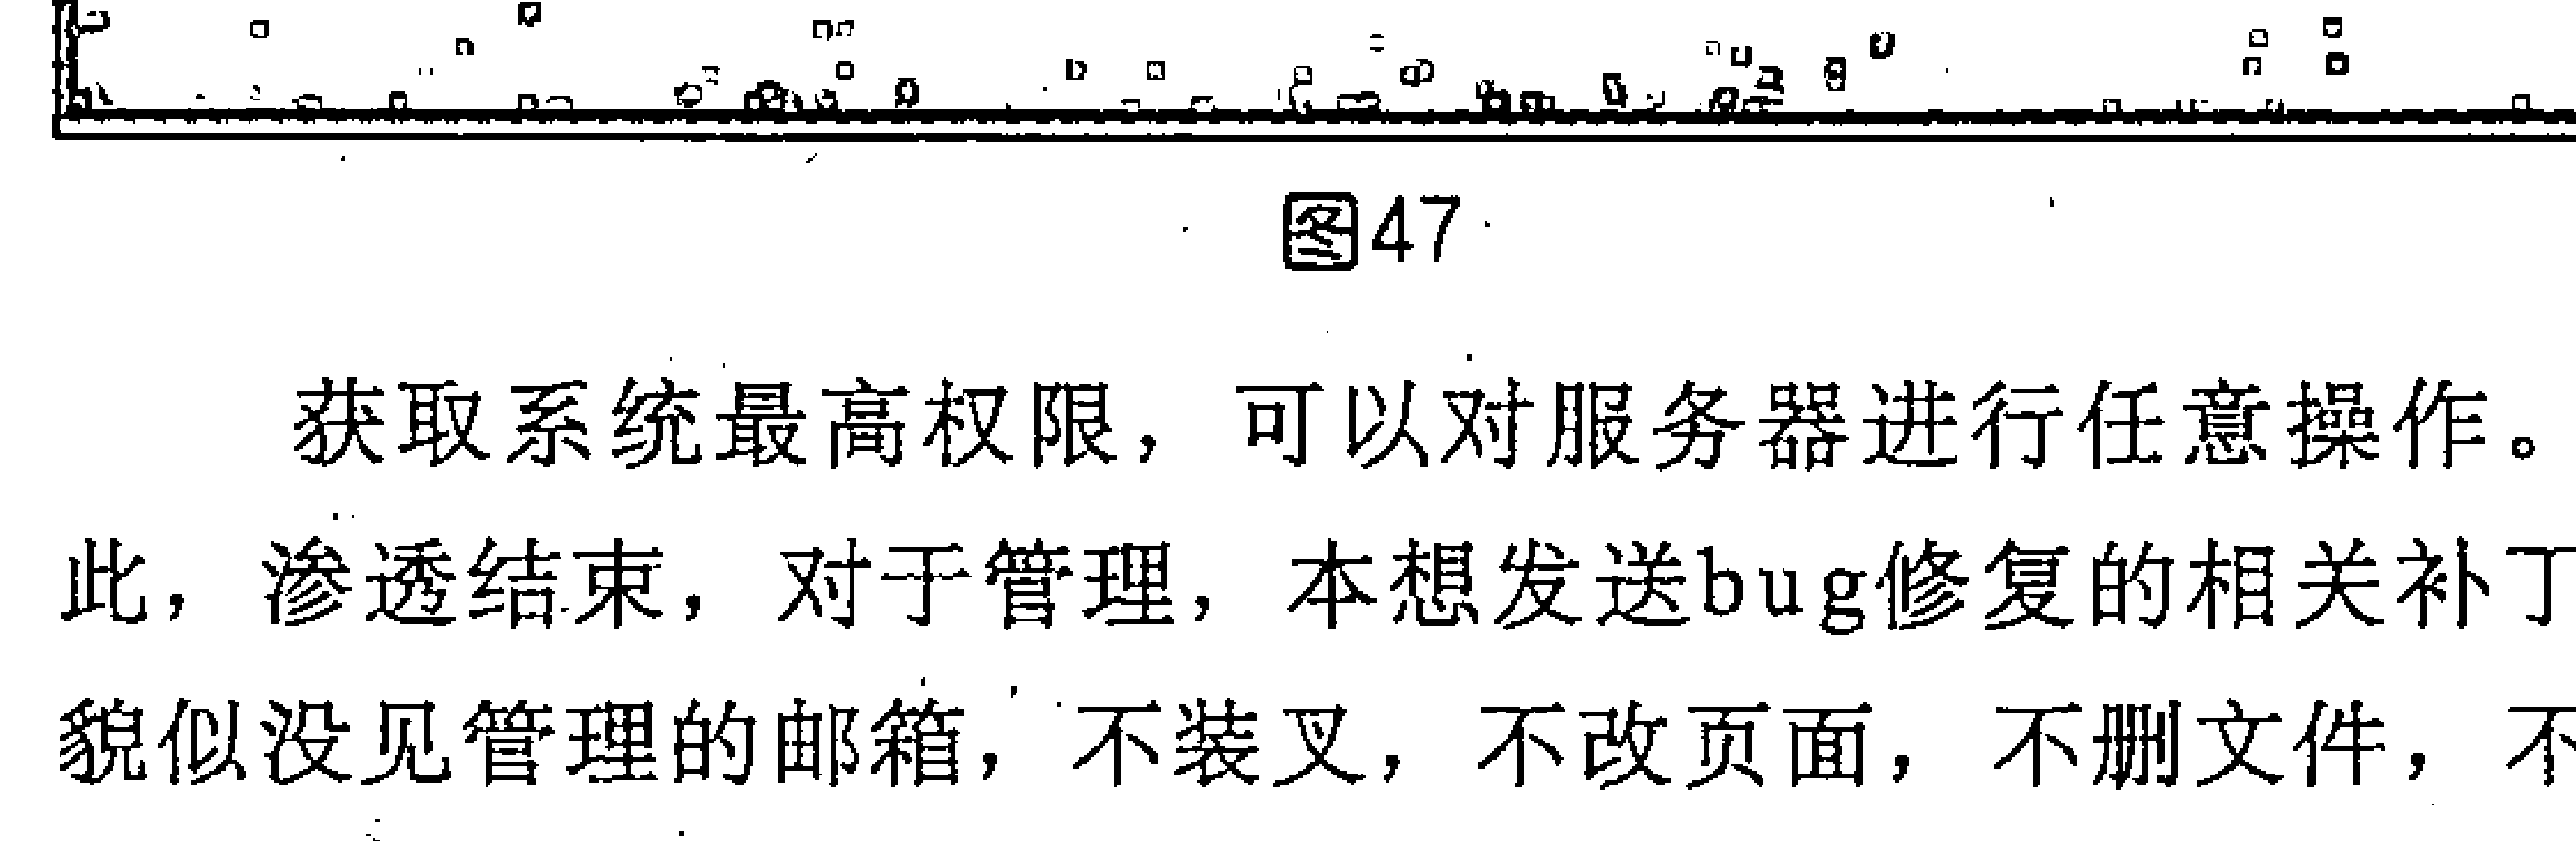 图47
获取系统最高权限，可以对服务器进行任意操作。
此，渗透结束，对于管理，本想发送bug修复的相关补丁
貌似没见管理的邮箱，不装叉，不改页面，不删文件，不